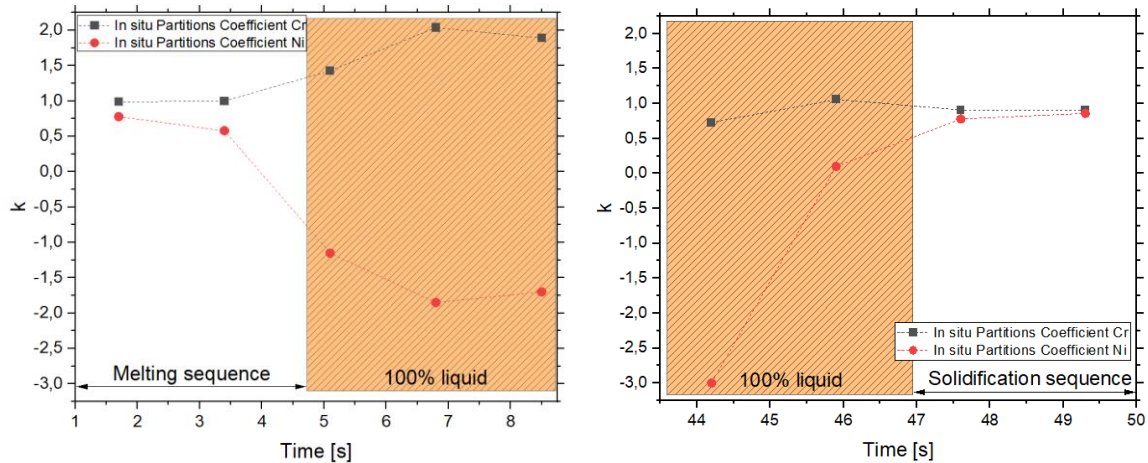 In situ Partitions Coefficient Cr
In situ Partitions Coefficient Ni
2,0
1,5
1,0
0,5
0,0
-0,5
-1,0
-1,5
-2,0
-2,5
-3,0
k
Melting sequence
100% liquid
1 2 3 4 5 6 7 8
Time [s]
2,0
1,5
1,0
0,5
0,0
-0,5
-1,0
-1,5
-2,0
-2,5
-3,0
k
In situ Partitions Coefficient Cr
In situ Partitions Coefficient Ni
100% liquid
Solidification sequence
44 45 46 47 48 49 50
Time [s]